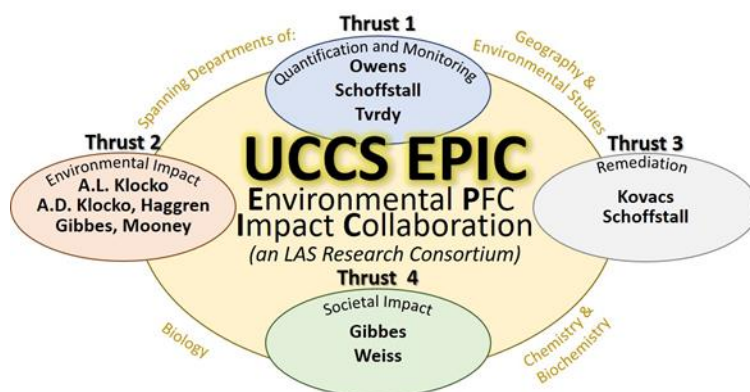 Thrust 1
Quantification and Monitoring
Owens
Schoffstall
Tvrdy
Spanning Departments of:
Geography &
Environmental Studies
Thrust 2
Environmental Impact
A.L. Klocko
A.D. Klocko, Haggren
Gibbes, Mooney
UCCS EPIC
Environmental PFC
Impact Collaboration
(an LAS Research Consortium)
Thrust 3
Remediation
Kovacs
Schoffstall
Thrust 4
Societal Impact
Gibbes
Weiss
Biology
Chemistry &
Biochemistry